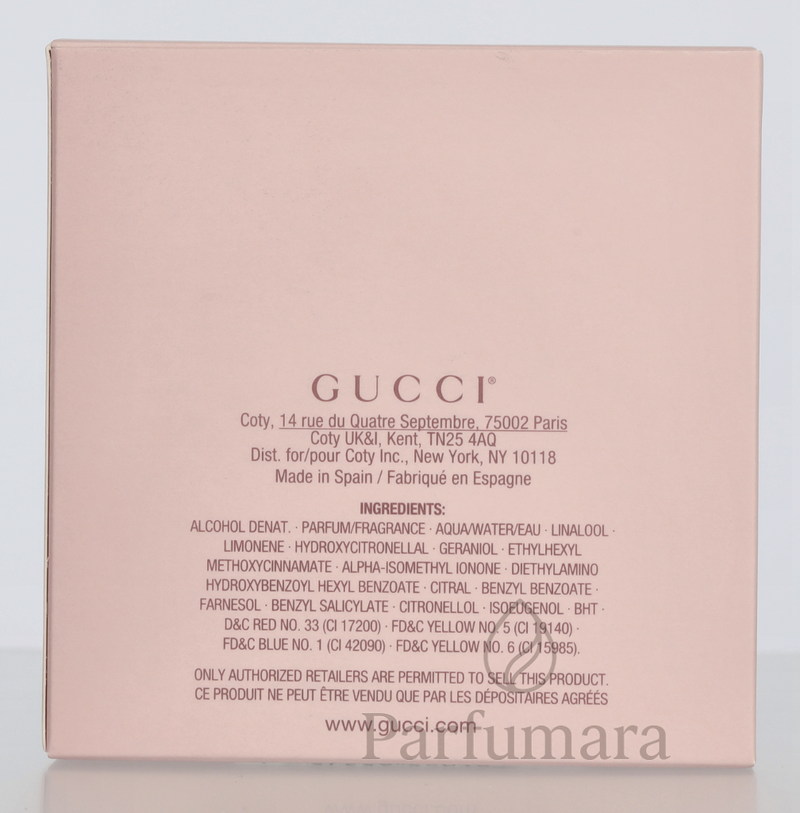 GUCCI®
Coty, 14 rue du Quatre Septembre, 75002 Paris
Coty UK&I, Kent, TN25 4AQ
Dist. for/pour Coty Inc., New York, NY 10118
Made in Spain / Fabriqué en Espagne
INGREDIENTS:
ALCOHOL DENAT. · PARFUM/FRAGRANCE · AQUA/WATER/EAU · LINALOOL ·
LIMONENE · HYDROXYCITRONELLAL · GERANIOL · ETHYLHEXYL
METHOXYCINNAMATE · ALPHA-ISOMETHYL IONONE · DIETHYLAMINO
HYDROXYBENZOYL HEXYL BENZOATE · CITRAL · BENZYL BENZOATE ·
FARNESOL · BENZYL SALICYLATE · CITRONELLOL · ISOEUGENOL · BHT ·
D&C RED NO. 33 (CI 17200) · FD&C YELLOW NO. 5 (CI 19140) ·
FD&C BLUE NO. 1 (CI 42090) · FD&C YELLOW NO. 6 (CI 15985).
ONLY AUTHORIZED RETAILERS ARE PERMITTED TO SELL THIS PRODUCT.
CE PRODUIT NE PEUT ÊTRE VENDU QUE PAR LES DÉPOSITAIRES AGRÉÉS
www.gucci.com
Parfumara